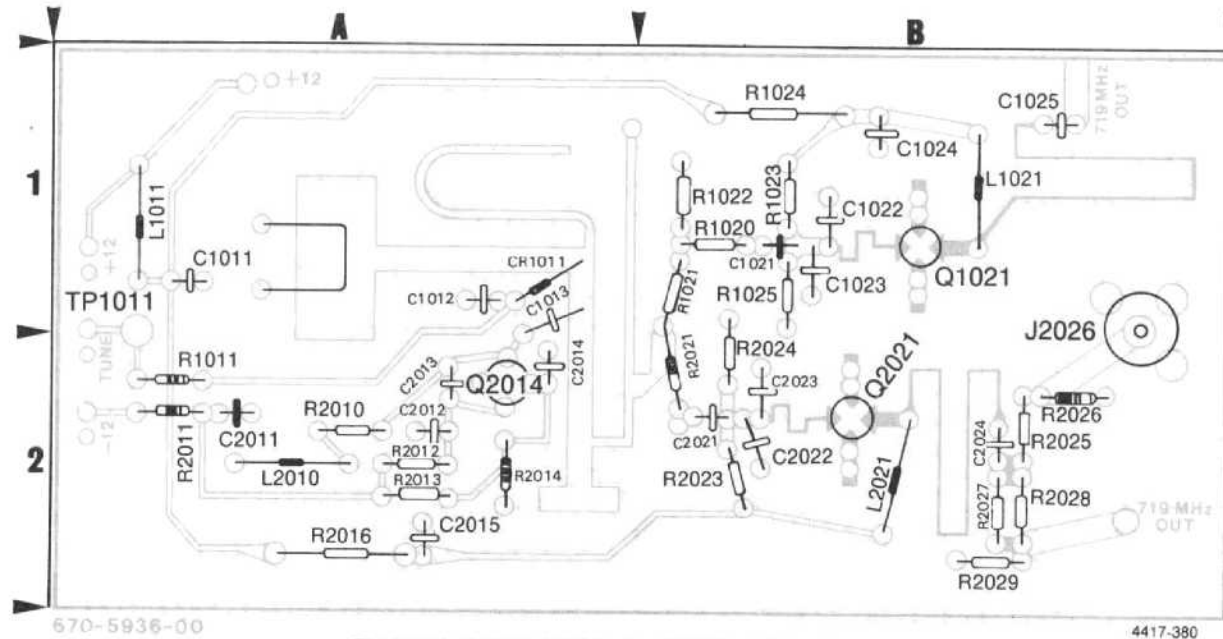 A
B
+12
R1024
C1025
719 MHz
OUT
C1024
1
L1011
R1022
R1023
L1021
C1022
R1020
+12
C1011
CR1011
C1021
Q1021
TP1011
C1012
C1013
R1021
R1025
C1023
J2026
TUNE
R1011
C2013
Q2014
C2014
R2021
R2024
Q2021
C2023
R2026
-12
R2011
C2011
R2010
C2012
C2021
C2024
R2025
2
L2010
R2012
R2013
R2014
R2023
C2022
L2021
R2027
R2028
C2015
719 MHz
OUT
R2016
R2029
670-5936-00
4417-380